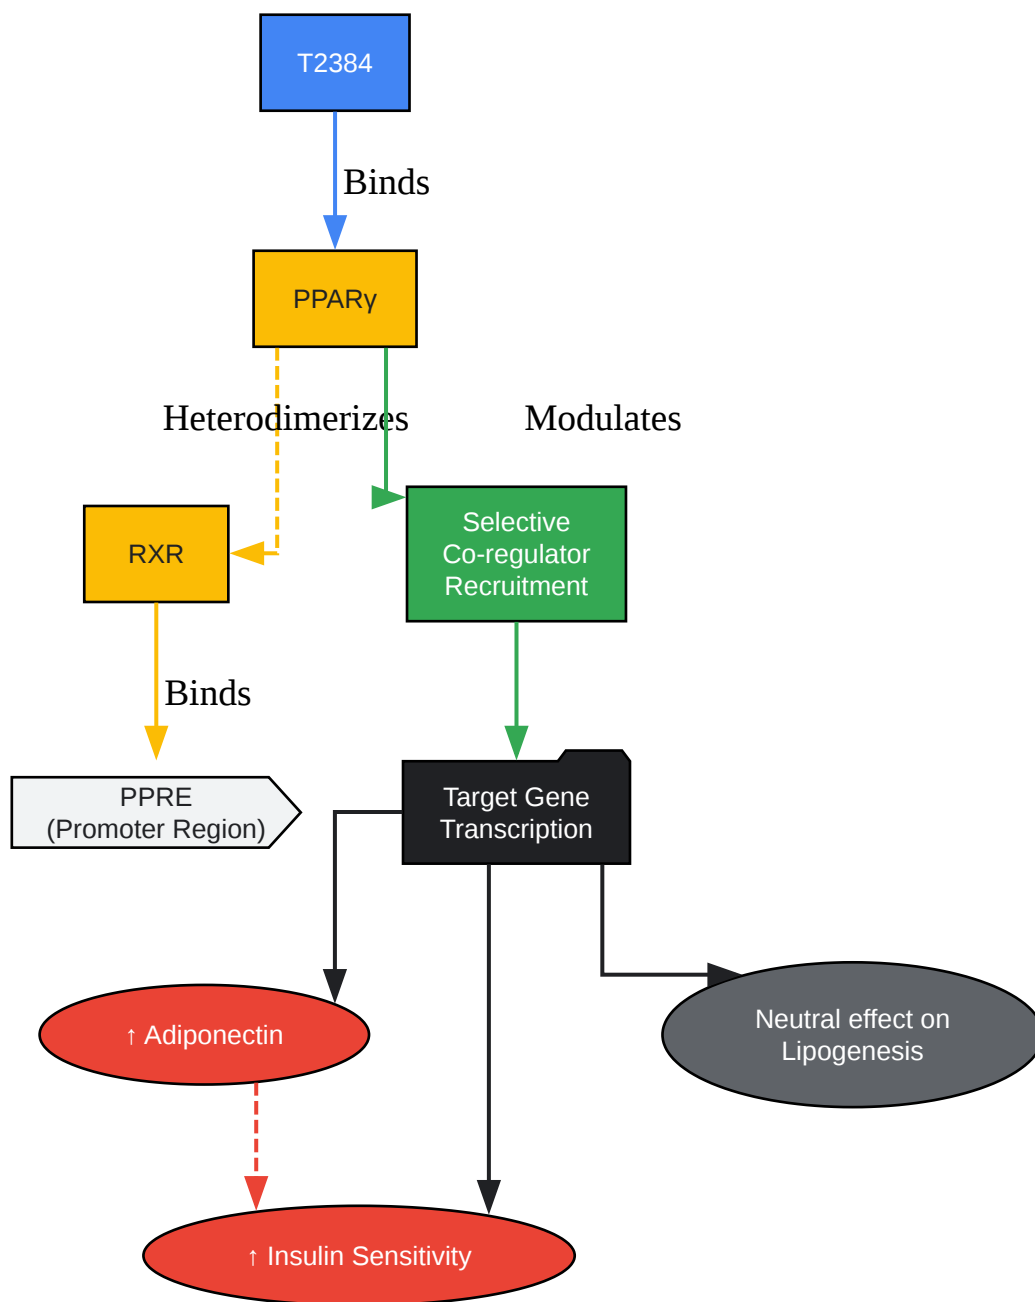 T2384
Binds
PPARγ
Heterodimerizes
Modulates
RXR
Selective
Co-regulator
Recruitment
Binds
PPRE
(Promoter Region)
Target Gene
Transcription
↑ Adiponectin
Neutral effect on
Lipogenesis
↑ Insulin Sensitivity